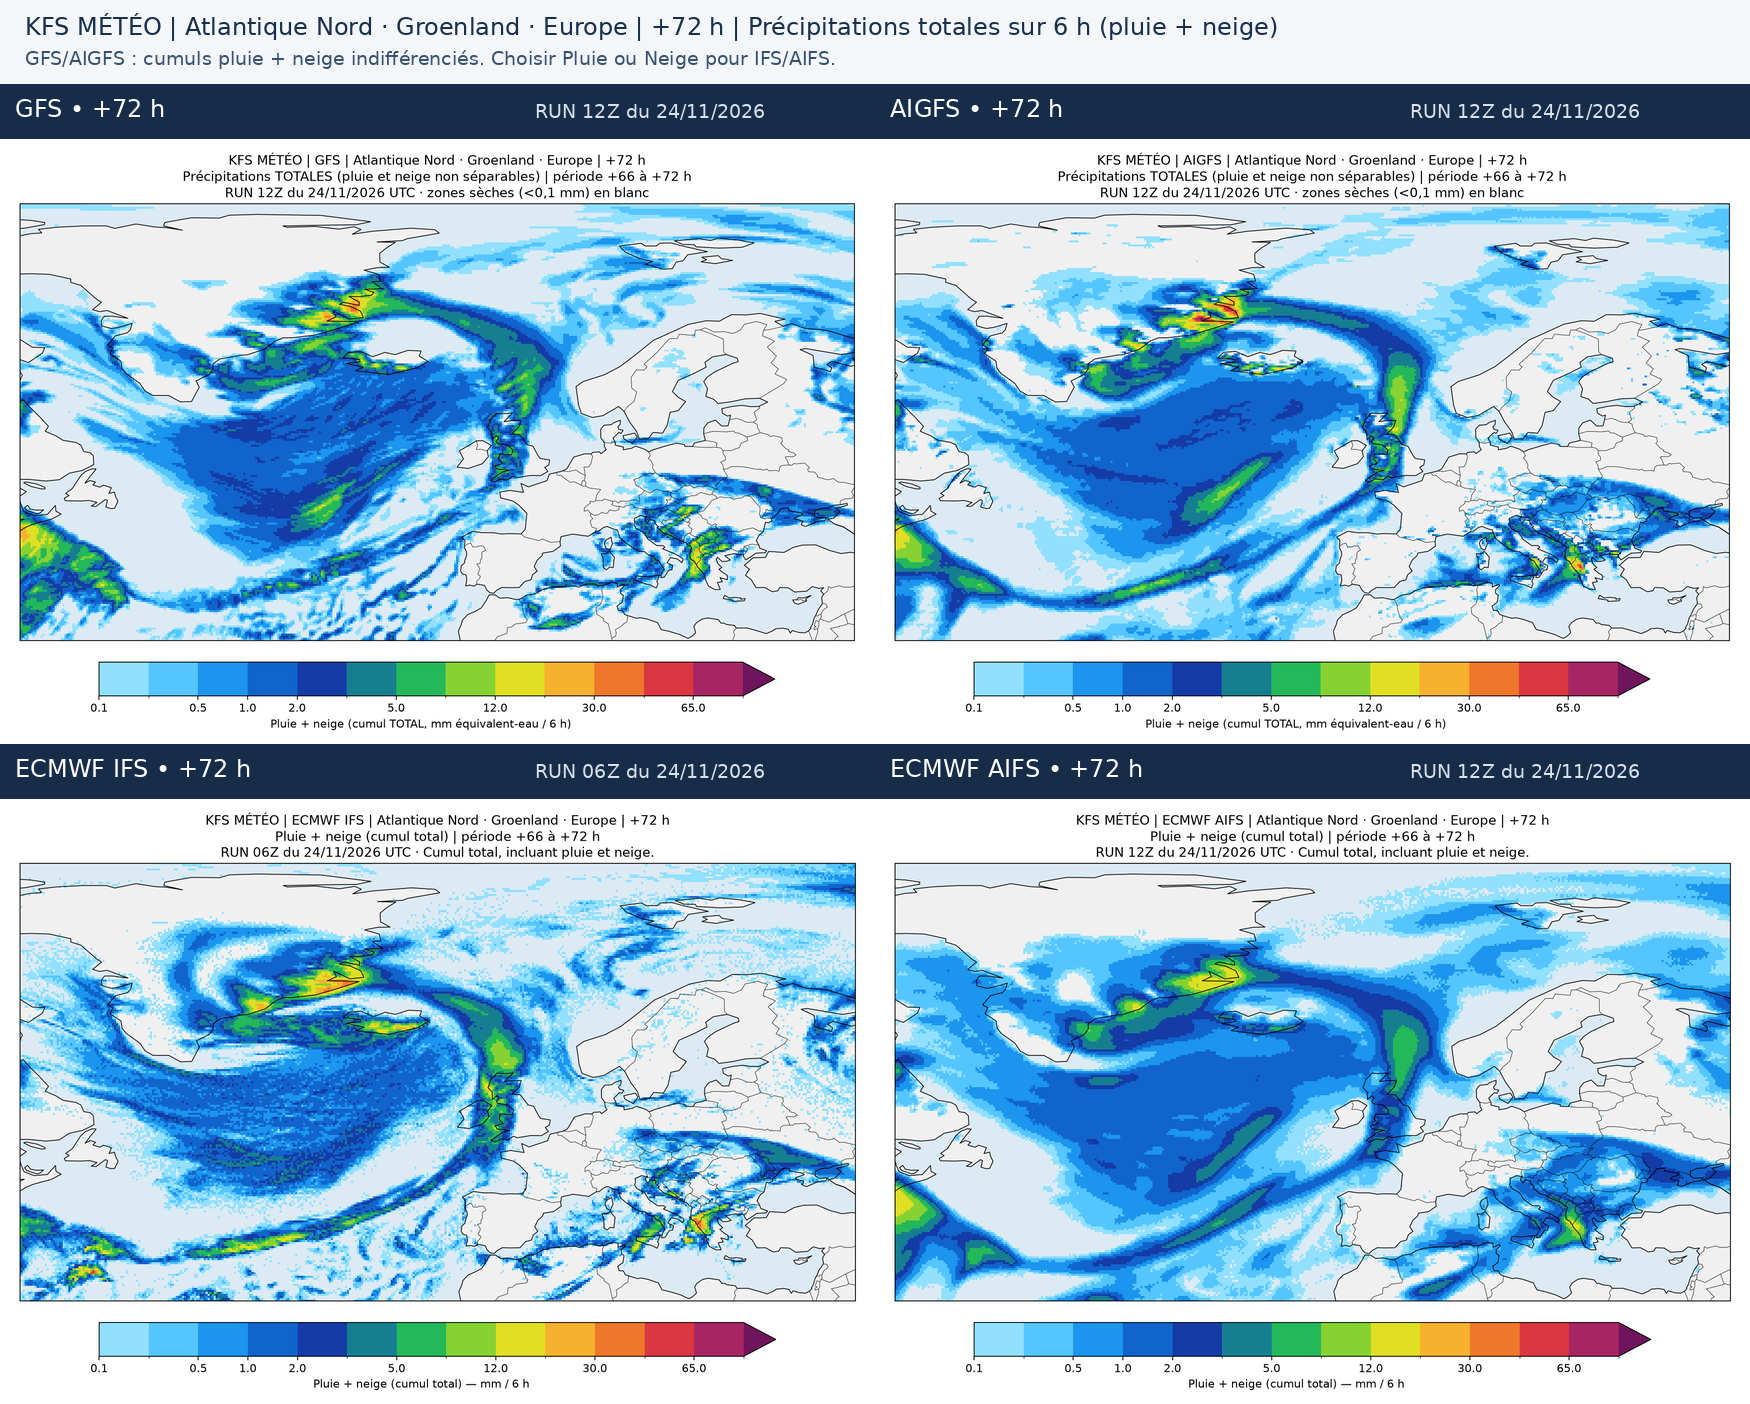 KFS MÉTÉO | Atlantique Nord · Groenland · Europe | +72 h | Précipitations totales sur 6 h (pluie + neige)
GFS/AIGFS : cumuls pluie + neige indifférenciés. Choisir Pluie ou Neige pour IFS/AIFS.
GFS • +72 h
RUN 12Z du 24/11/2026
AIGFS • +72 h
RUN 12Z du 24/11/2026
KFS MÉTÉO | GFS | Atlantique Nord · Groenland · Europe | +72 h
Précipitations TOTALES (pluie et neige non séparables) | période +66 à +72 h
RUN 12Z du 24/11/2026 UTC · zones sèches (<0,1 mm) en blanc
KFS MÉTÉO | AIGFS | Atlantique Nord · Groenland · Europe | +72 h
Précipitations TOTALES (pluie et neige non séparables) | période +66 à +72 h
RUN 12Z du 24/11/2026 UTC · zones sèches (<0,1 mm) en blanc
0.1 0.5 1.0 2.0 5.0 12.0 30.0 65.0
Pluie + neige (cumul TOTAL, mm équivalent-eau / 6 h)
0.1 0.5 1.0 2.0 5.0 12.0 30.0 65.0
Pluie + neige (cumul TOTAL, mm équivalent-eau / 6 h)
ECMWF IFS • +72 h
RUN 06Z du 24/11/2026
ECMWF AIFS • +72 h
RUN 12Z du 24/11/2026
KFS MÉTÉO | ECMWF IFS | Atlantique Nord · Groenland · Europe | +72 h
Pluie + neige (cumul total) | période +66 à +72 h
RUN 06Z du 24/11/2026 UTC · Cumul total, incluant pluie et neige.
KFS MÉTÉO | ECMWF AIFS | Atlantique Nord · Groenland · Europe | +72 h
Pluie + neige (cumul total) | période +66 à +72 h
RUN 12Z du 24/11/2026 UTC · Cumul total, incluant pluie et neige.
0.1 0.5 1.0 2.0 5.0 12.0 30.0 65.0
Pluie + neige (cumul total) — mm / 6 h
0.1 0.5 1.0 2.0 5.0 12.0 30.0 65.0
Pluie + neige (cumul total) — mm / 6 h